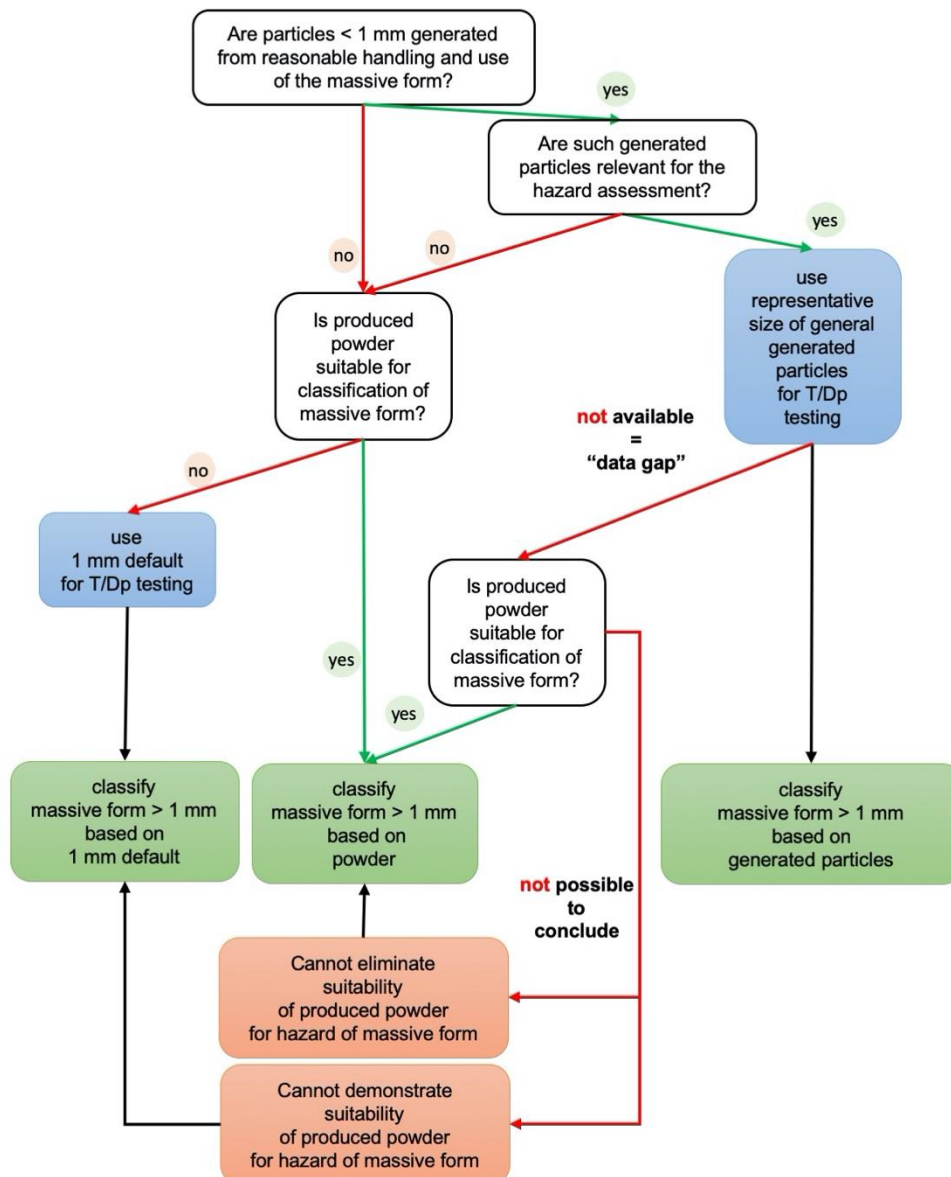 Are particles < 1 mm generated
from reasonable handling and use
of the massive form?
yes
Are such generated
particles relevant for the
hazard assessment?
yes
no
no
use
representative
size of general
generated
particles
for T/Dp
testing
Is produced
powder
suitable for
classification of
massive form?
not available
=
“data gap”
no
use
1 mm default
for T/Dp testing
Is produced
powder
suitable for
classification of
massive form?
yes
yes
classify
massive form > 1 mm
based on
1 mm default
classify
massive form > 1 mm
based on
powder
classify
massive form > 1 mm
based on
generated particles
not possible
to
conclude
Cannot eliminate
suitability
of produced powder
for hazard of massive form
Cannot demonstrate
suitability
of produced powder
for hazard of massive form